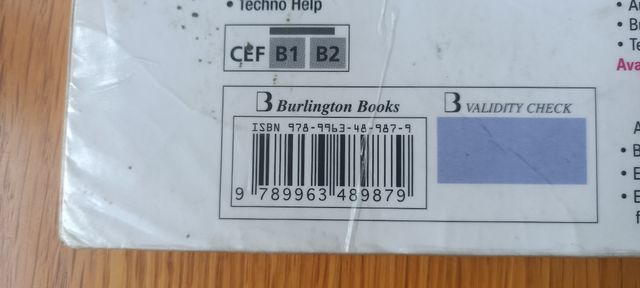 • Techno Help
CEF B1 B2
B Burlington Books
ISBN 978-9963-48-987-9
9 789963 489879
B VALIDITY CHECK
• A
• B
• Te
Ava
A
• B
• E
• E
f